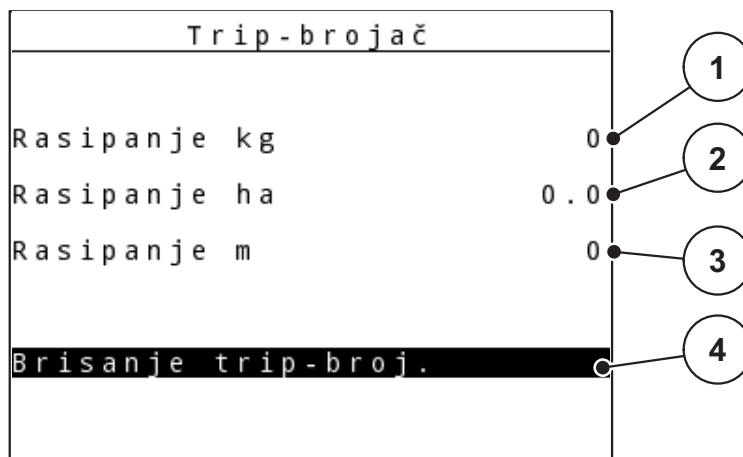 Trip-brojač
1
Rasipanje kg 0
2
Rasipanje ha 0.0
Rasipanje m 0
3
Brisanje trip-broj.
4